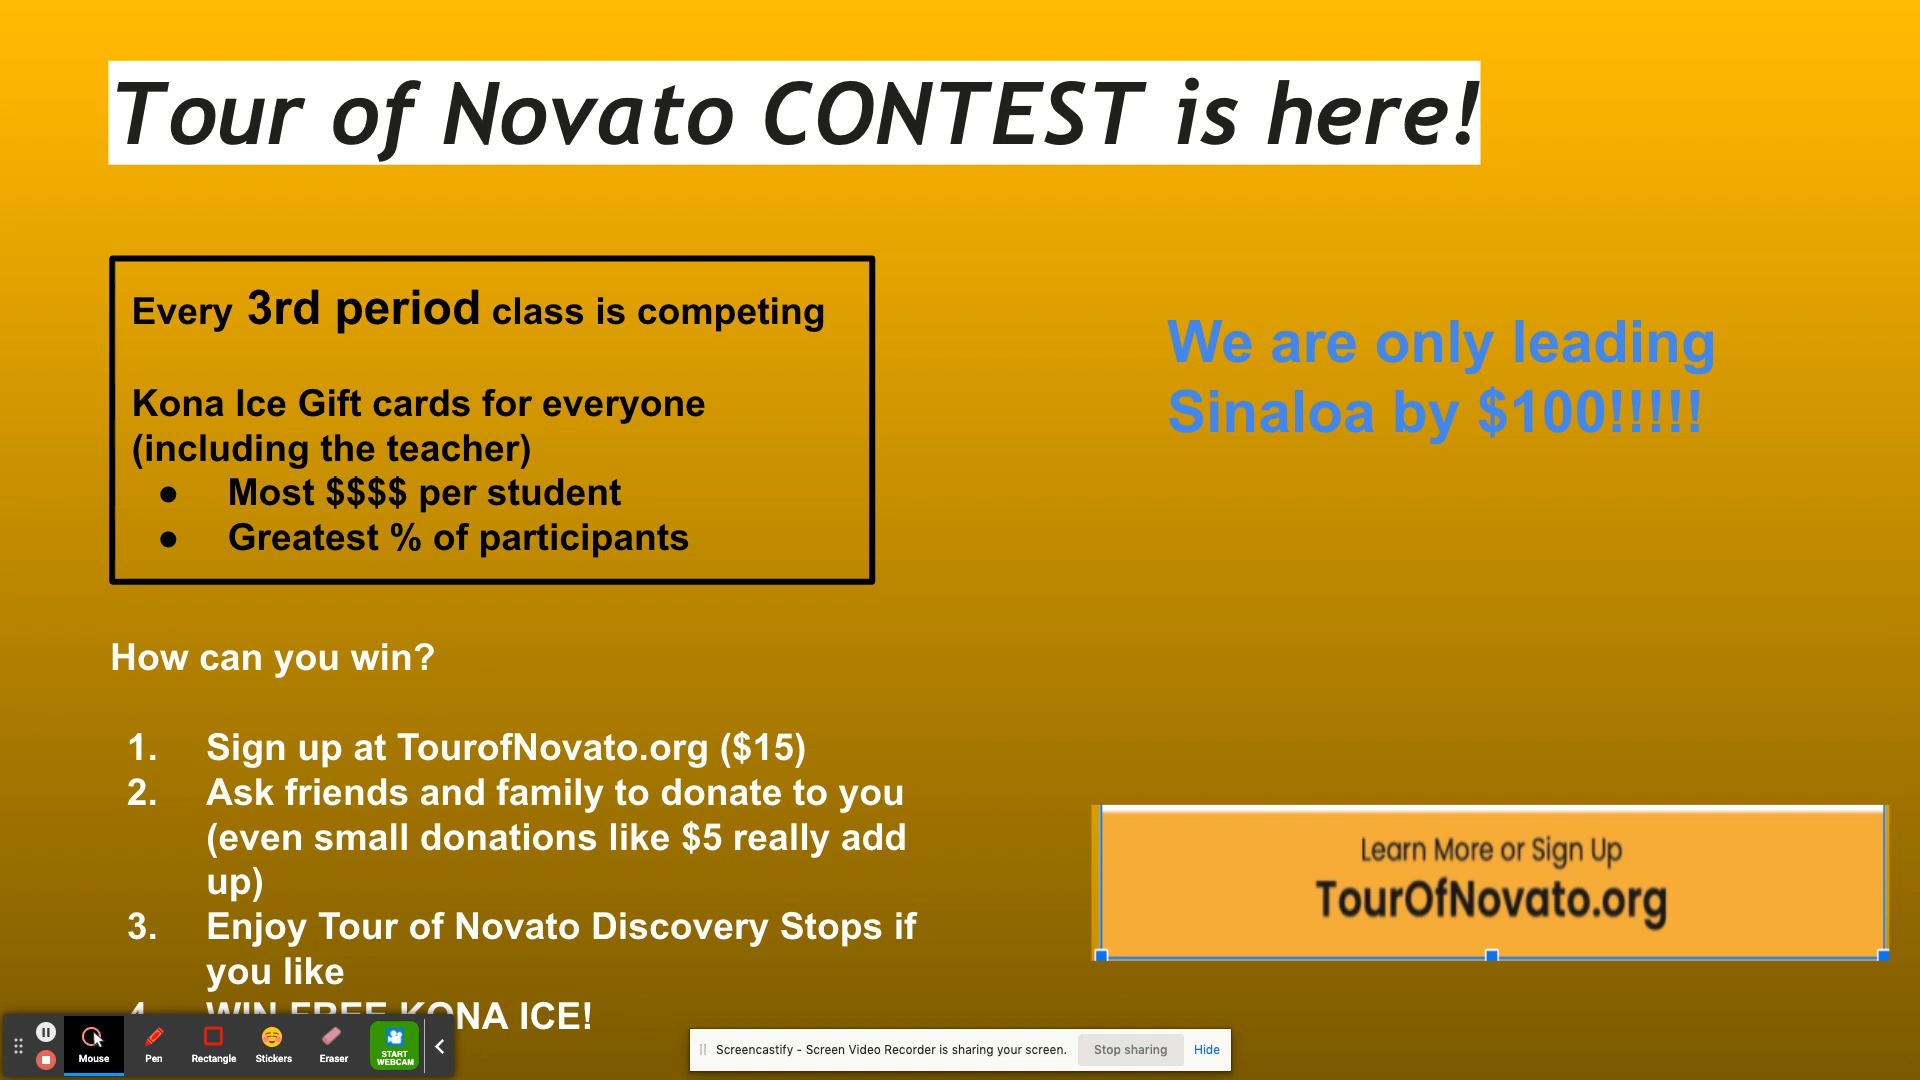 Tour of Novato CONTEST is here!
Every 3rd period class is competing
Kona Ice Gift cards for everyone
(including the teacher)
● Most $$$$ per student
● Greatest % of participants
We are only leading
Sinaloa by $100!!!!!
How can you win?
1. Sign up at TourofNovato.org ($15)
2. Ask friends and family to donate to you
(even small donations like $5 really add
up)
3. Enjoy Tour of Novato Discovery Stops if
you like
4. WIN FREE KONA ICE!
Learn More or Sign Up
TourOfNovato.org
Mouse
Pen
Rectangle
Stickers
Eraser
START
WEBCAM
Screencastify - Screen Video Recorder is sharing your screen.
Stop sharing
Hide